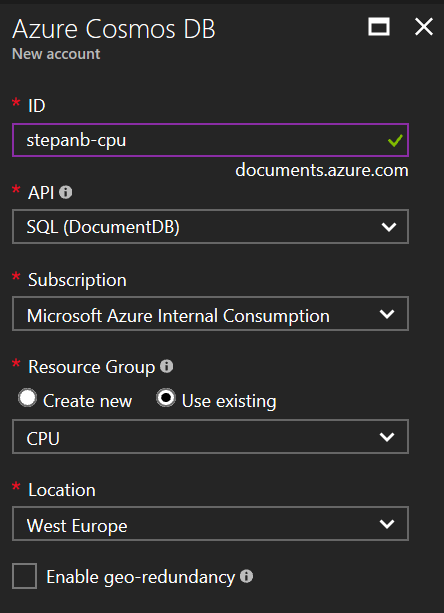 Azure Cosmos DB
New account
* ID
stepanb-cpu
documents.azure.com
* API
SQL (DocumentDB)
* Subscription
Microsoft Azure Internal Consumption
* Resource Group
Create new Use existing
CPU
* Location
West Europe
Enable geo-redundancy